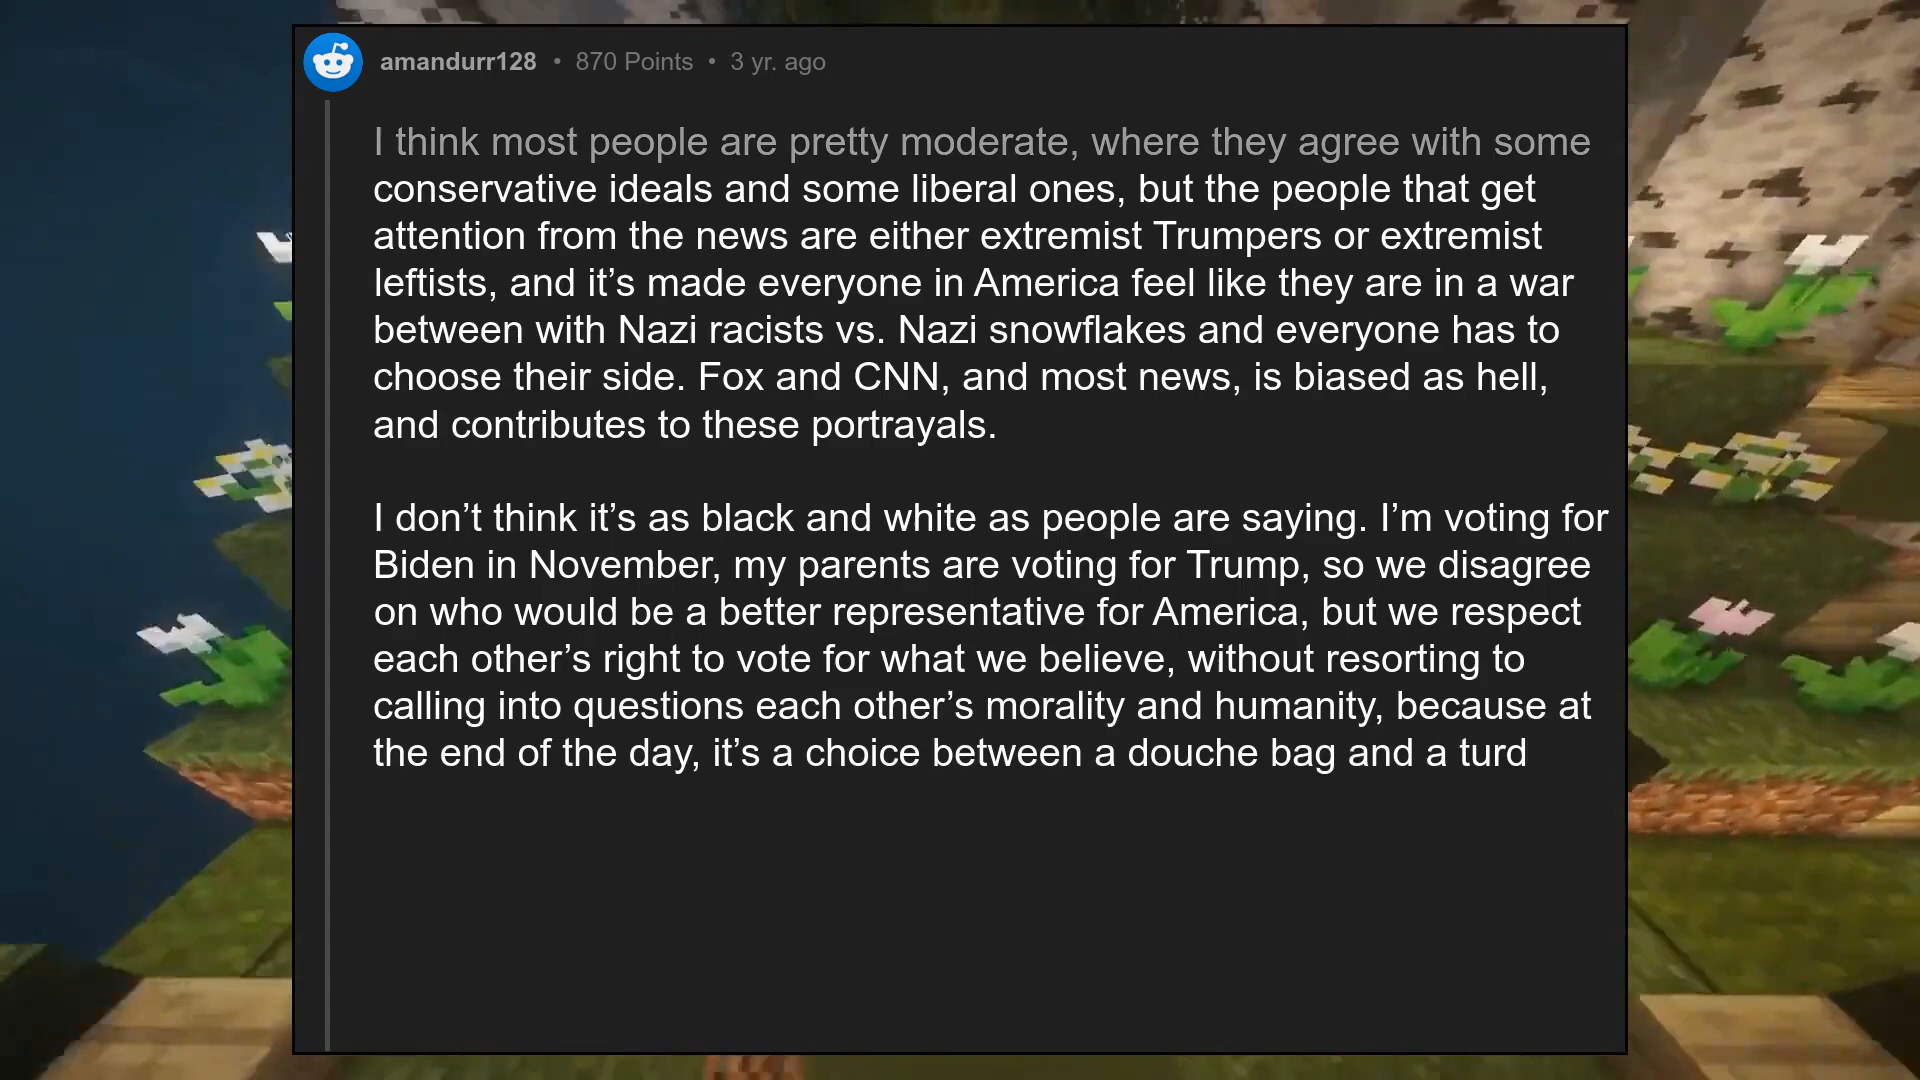 amandurr128 • 870 Points • 3 yr. ago
I think most people are pretty moderate, where they agree with some
conservative ideals and some liberal ones, but the people that get
attention from the news are either extremist Trumpers or extremist
leftists, and it’s made everyone in America feel like they are in a war
between with Nazi racists vs. Nazi snowflakes and everyone has to
choose their side. Fox and CNN, and most news, is biased as hell,
and contributes to these portrayals.
I don’t think it’s as black and white as people are saying. I’m voting for
Biden in November, my parents are voting for Trump, so we disagree
on who would be a better representative for America, but we respect
each other’s right to vote for what we believe, without resorting to
calling into questions each other’s morality and humanity, because at
the end of the day, it’s a choice between a douche bag and a turd